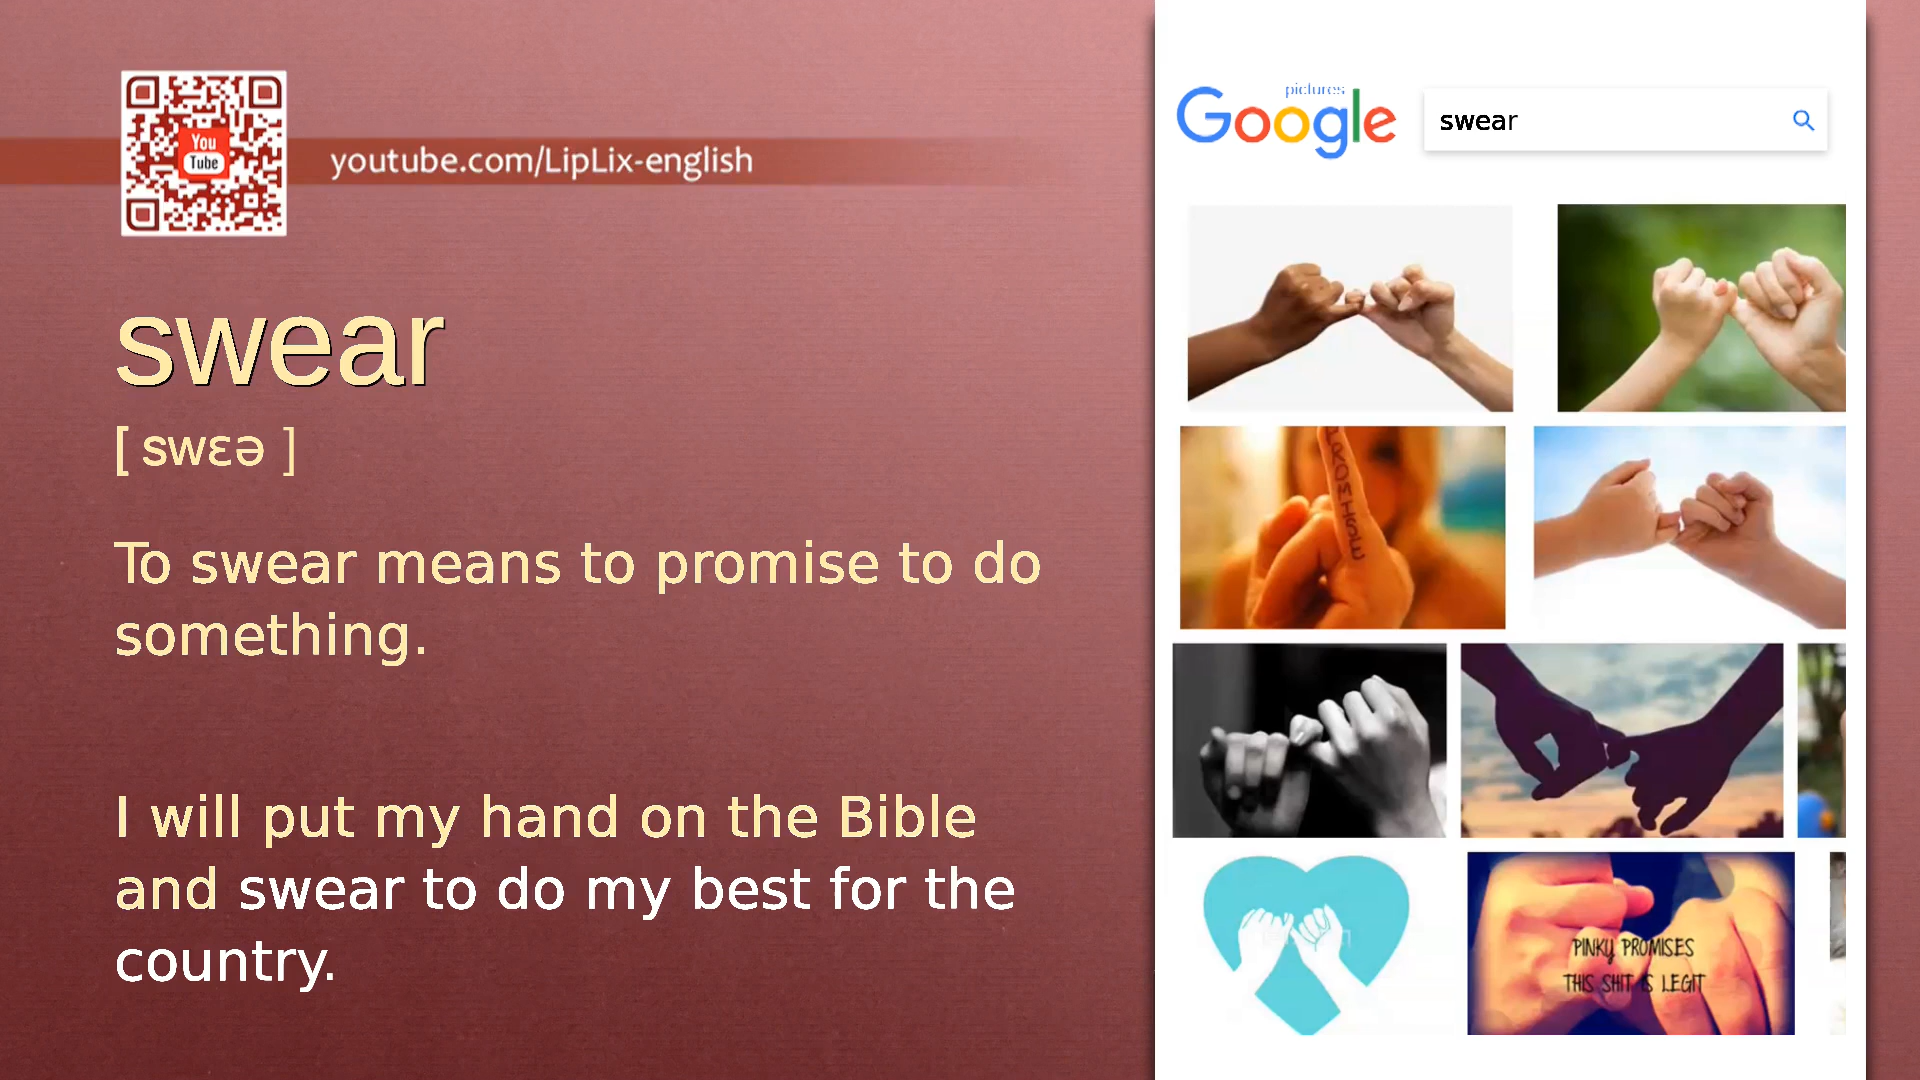 You
Tube
youtube.com/LipLix-english
swear
[ swɛə ]
To swear means to promise to do
something.
I will put my hand on the Bible
and swear to do my best for the
country.
pictures
Google
swear
PINKY PROMISES
THIS SHIT IS LEGIT